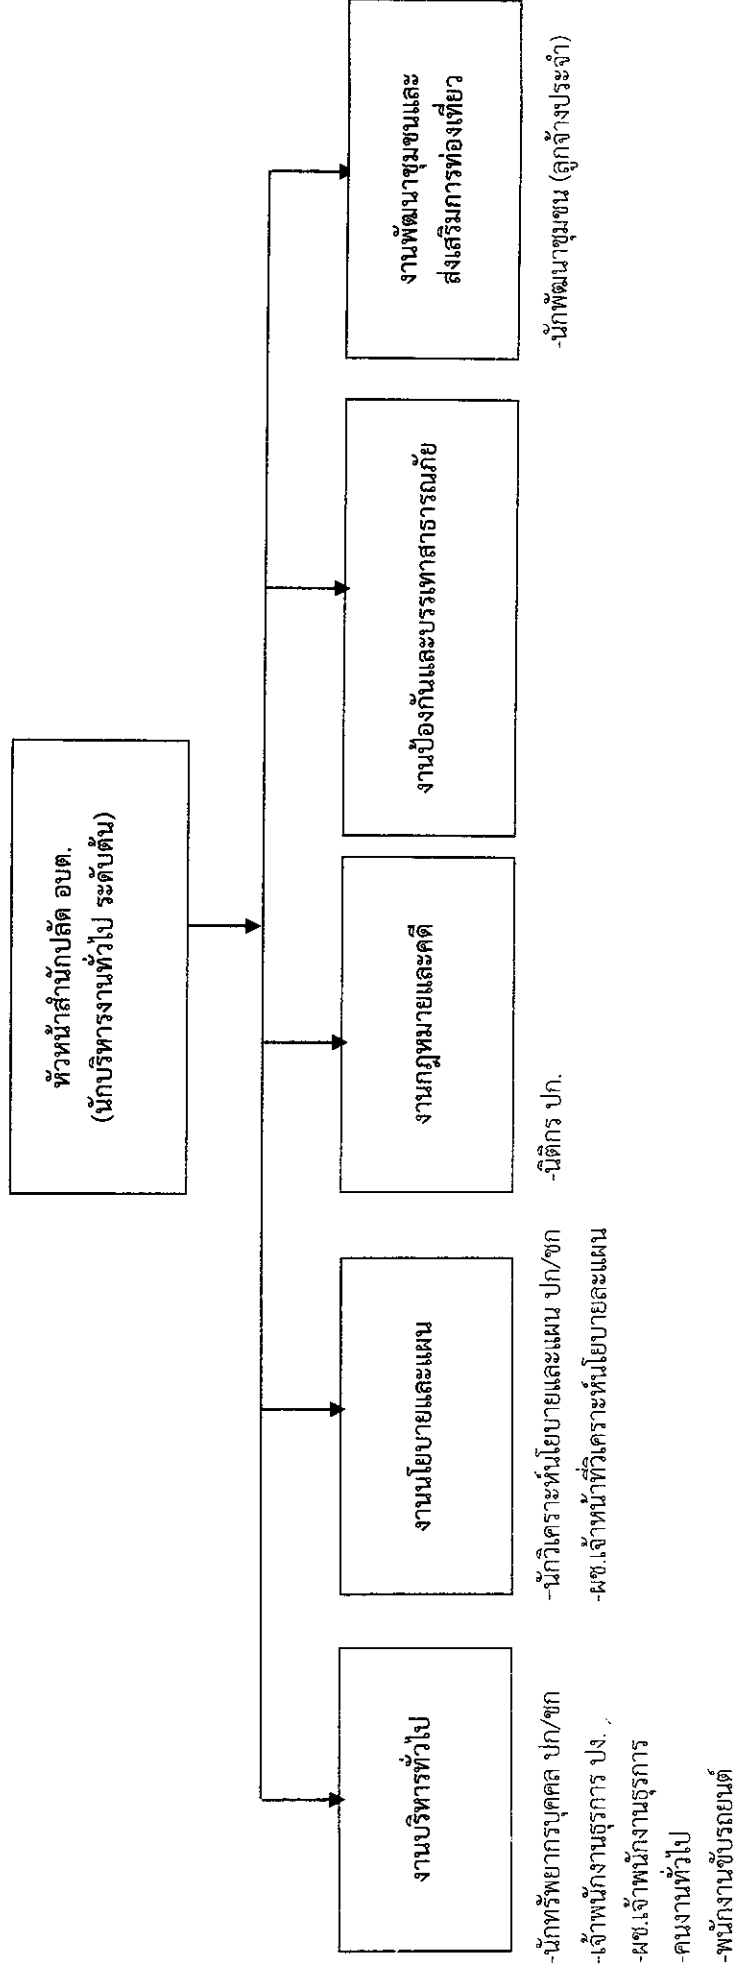 หัวหน้าสำนักปลัด อบต.
(นักบริหารงานทั่วไป ระดับต้น)
งานบริหารทั่วไป
-นักทรัพยากรบุคคล ปก/ชก
-เจ้าพนักงานธุรการ ปง.
-ผช.เจ้าพนักงานธุรการ
-คนงานทั่วไป
-พนักงานขับรถยนต์
งานนโยบายและแผน
-นักวิเคราะห์นโยบายและแผน ปก/ชก
-ผช.เจ้าหน้าที่วิเคราะห์นโยบายละแผน
งานกฎหมายและคดี
-นิติกร ปก.
งานป้องกันและบรรเทาสาธารณภัย
งานพัฒนาชุมชนและ
ส่งเสริมการท่องเที่ยว
-นักพัฒนาชุมชน (ลูกจ้างประจำ)